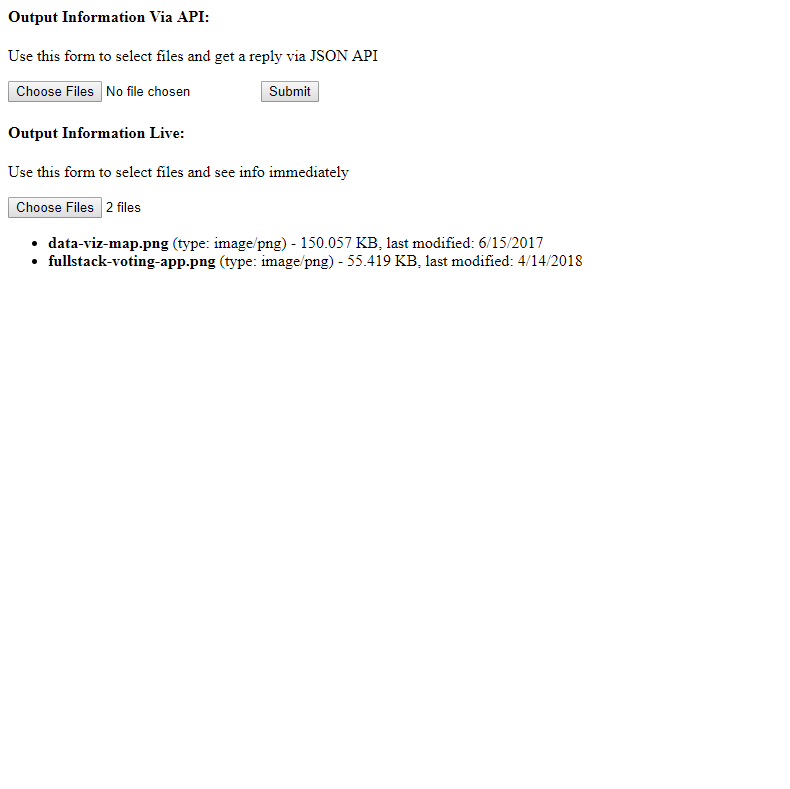 Output Information Via API:
Use this form to select files and get a reply via JSON API
Choose Files No file chosen Submit
Output Information Live:
Use this form to select files and see info immediately
Choose Files 2 files
• data-viz-map.png (type: image/png) - 150.057 KB, last modified: 6/15/2017
• fullstack-voting-app.png (type: image/png) - 55.419 KB, last modified: 4/14/2018